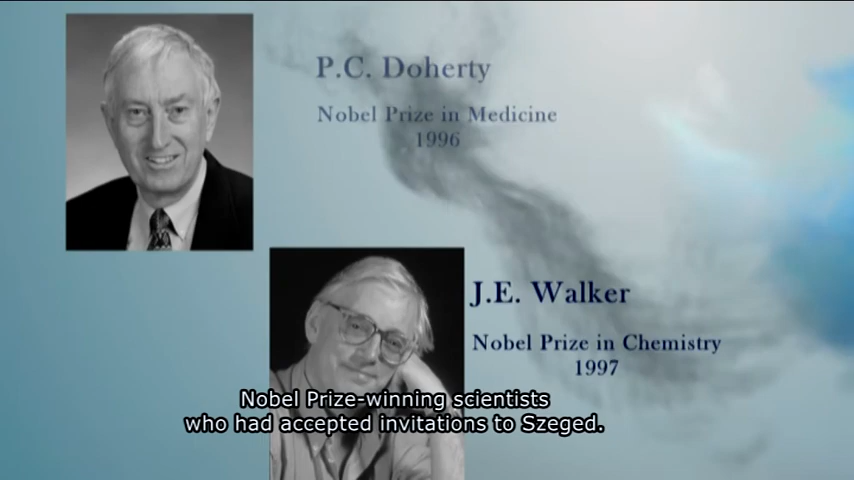 P.C. Doherty
Nobel Prize in Medicine
1996
J.E. Walker
Nobel Prize in Chemistry
1997
Nobel Prize-winning scientists
who had accepted invitations to Szeged.